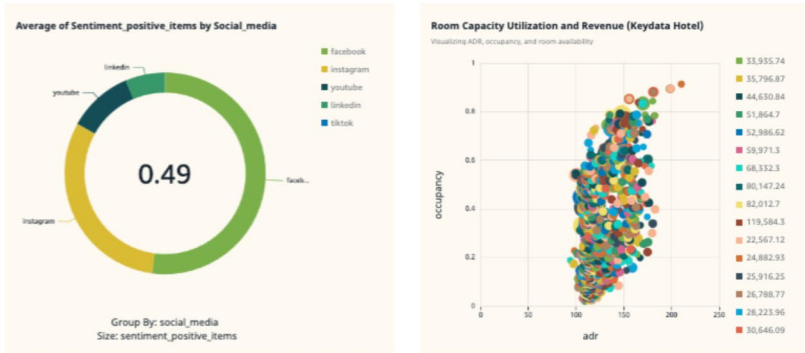 Average of Sentiment_positive_items by Social_media
facebook
instagram
youtube
linkedin
tiktok
linkedin
youtube
faceb...
instagram
0.49
Group By: social_media
Size: sentiment_positive_items
Room Capacity Utilization and Revenue (Keydata Hotel)
Visualizing ADR, occupancy, and room availability
1
0.8
0.6
0.4
0.2
0
occupancy
0
50
100
150
200
250
adr
33,935.74
35,796.87
44,630.84
51,864.7
52,986.62
59,971.3
68,332.3
80,147.24
82,012.7
119,584.3
22,567.12
24,882.93
25,916.25
26,788.77
28,223.96
30,646.09